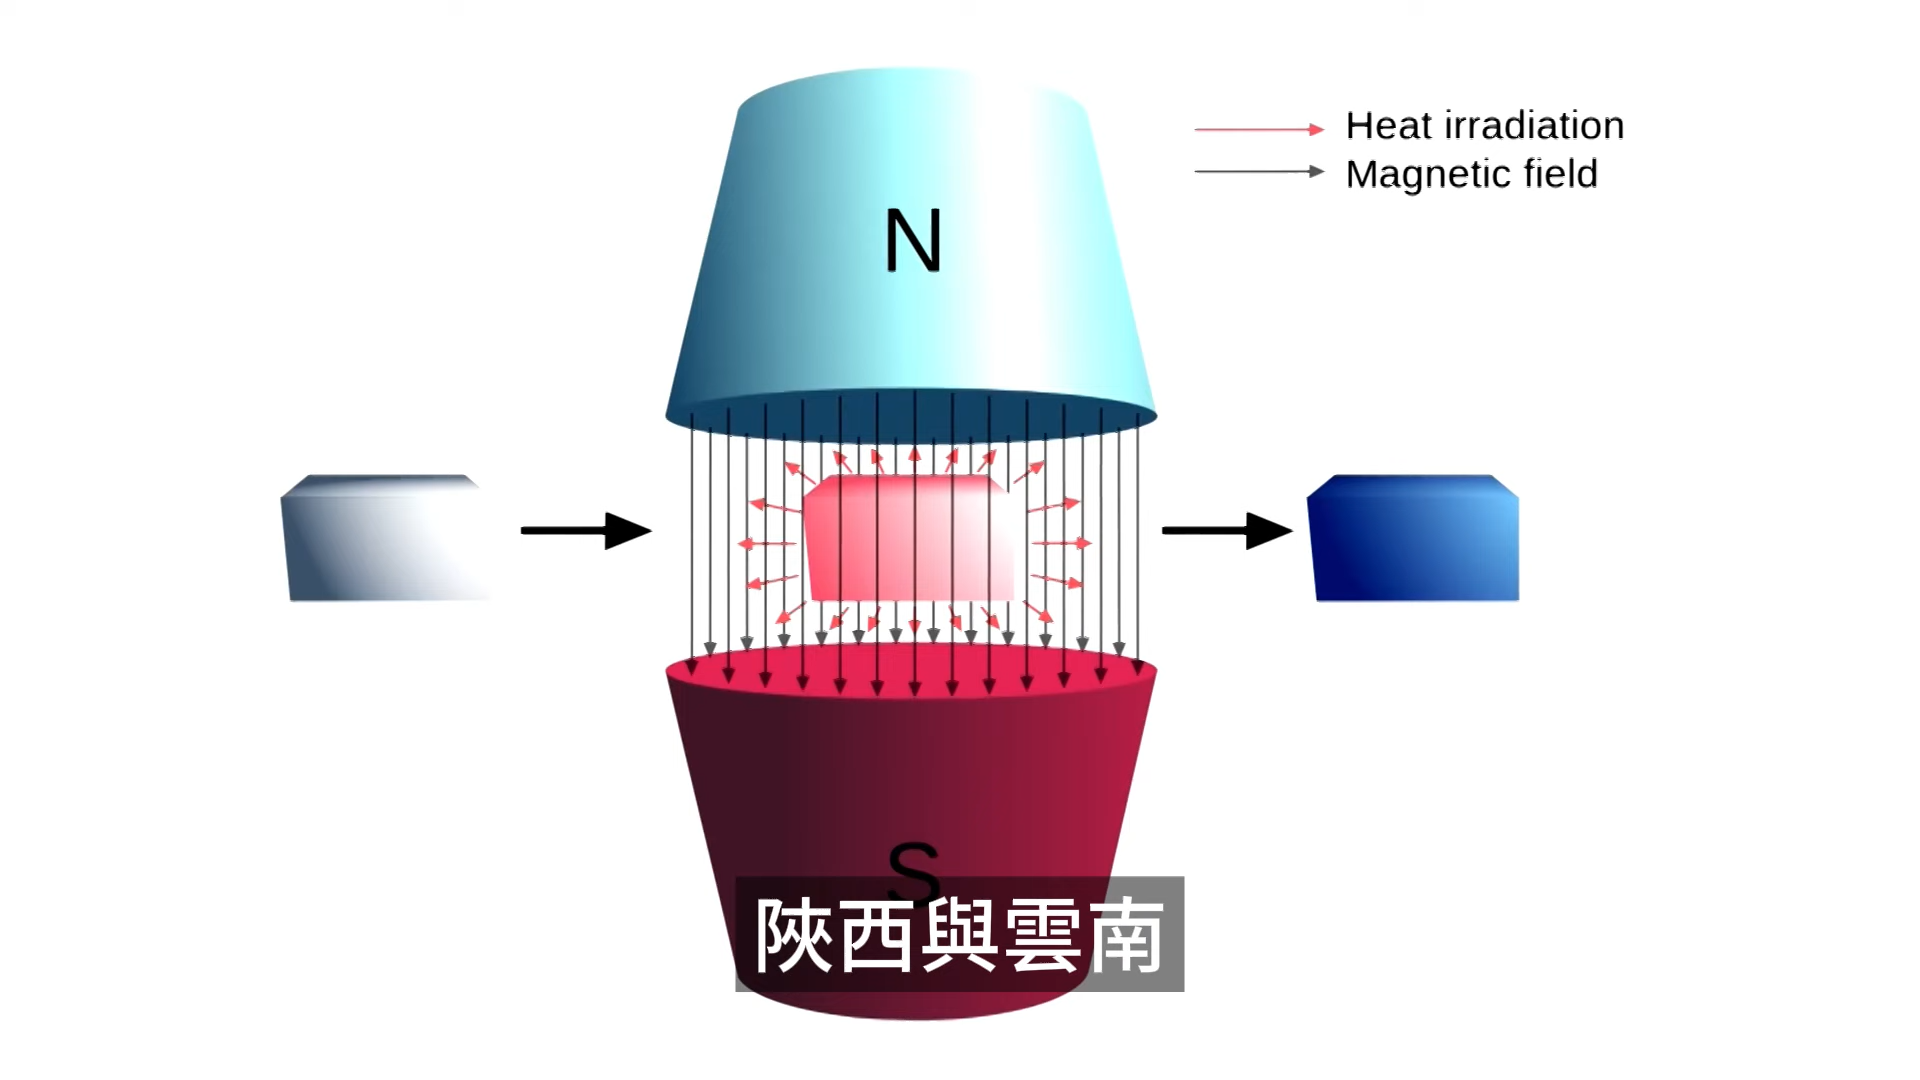 N
Heat irradiation
Magnetic field
S
陝西與雲南